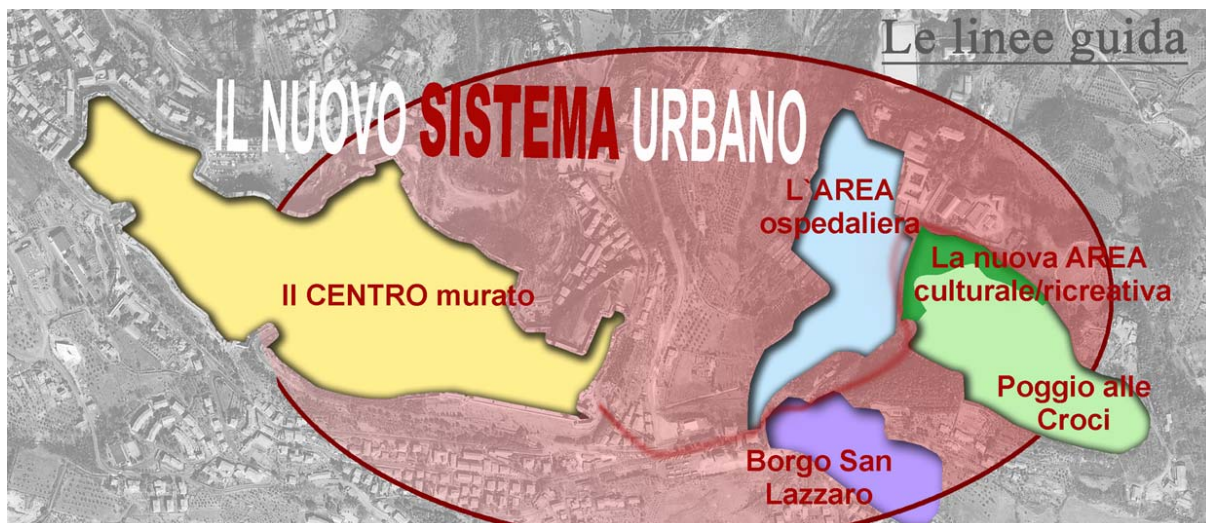 Le linee guida
IL NUOVO SISTEMA URBANO
L`AREA
ospedaliera
La nuova AREA
culturale/ricreativa
Il CENTRO murato
Poggio alle
Croci
Borgo San
Lazzaro